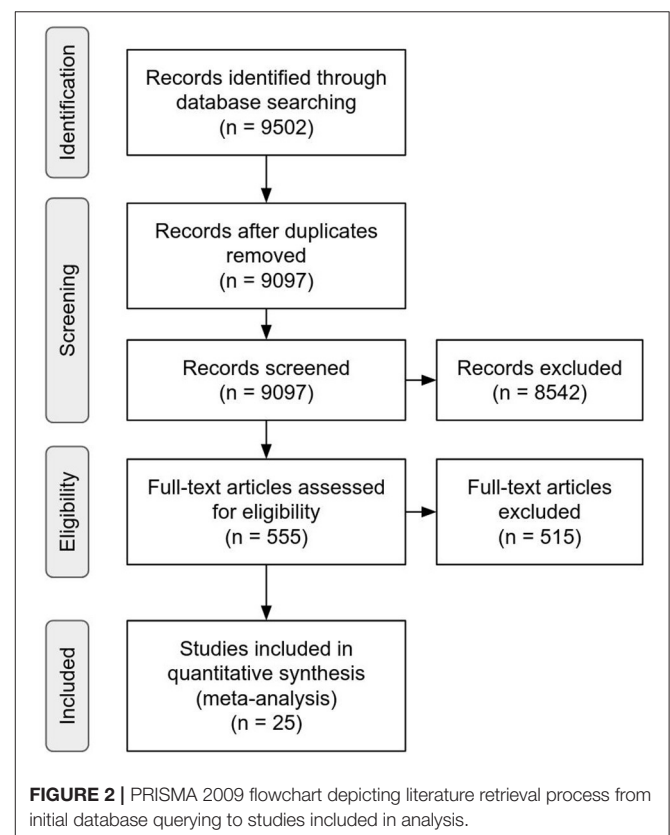 Identification
Records identified through
database searching
(n = 9502)
Screening
Records after duplicates
removed
(n = 9097)
Records screened
(n = 9097)
Records excluded
(n = 8542)
Eligibility
Full-text articles assessed
for eligibility
(n = 555)
Full-text articles
excluded
(n = 515)
Included
Studies included in
quantitative synthesis
(meta-analysis)
(n = 25)
FIGURE 2 | PRISMA 2009 flowchart depicting literature retrieval process from
initial database querying to studies included in analysis.